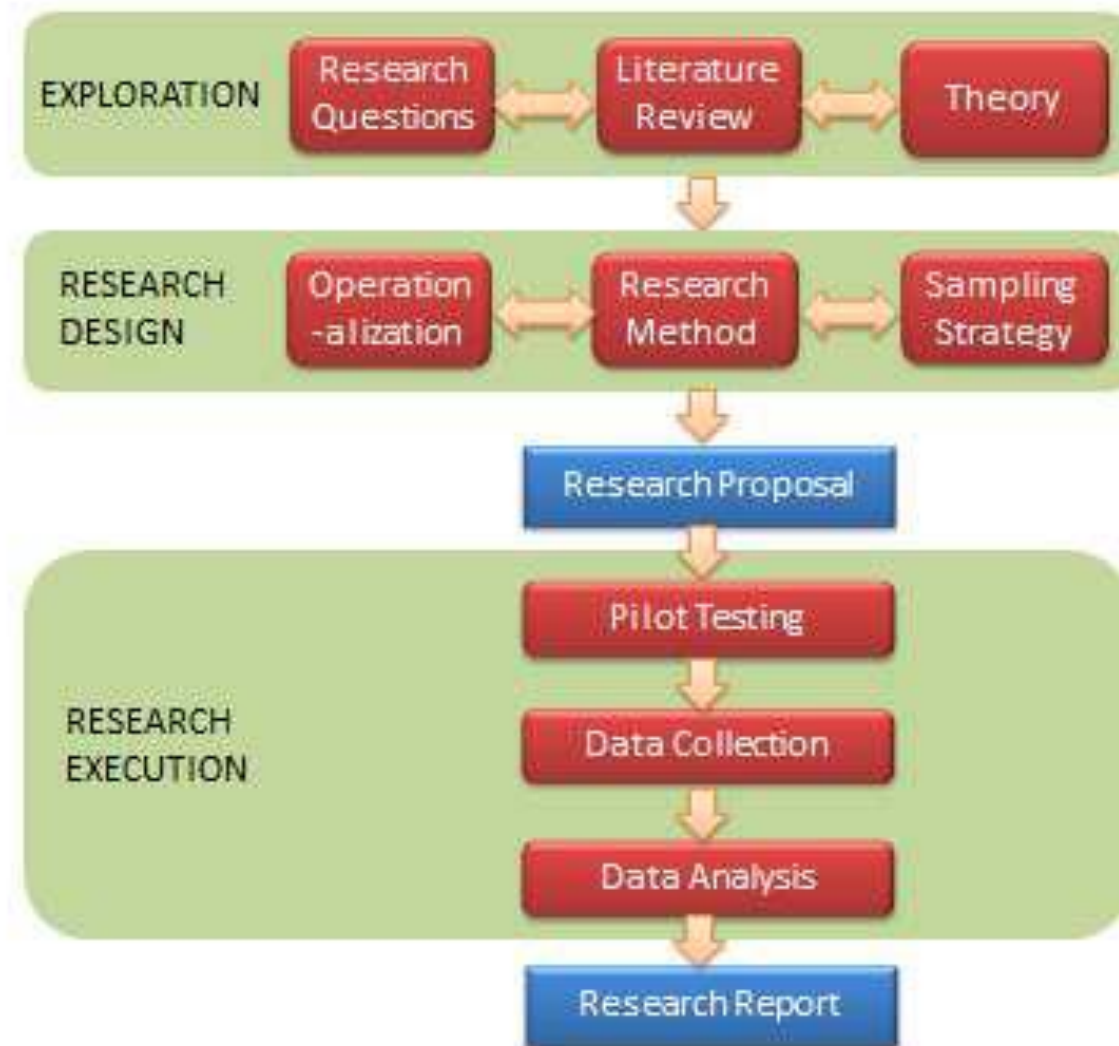 EXPLORATION
Research
Questions
Literature
Review
Theory
RESEARCH
DESIGN
Operation
-alization
Research
Method
Sampling
Strategy
Research Proposal
RESEARCH
EXECUTION
Pilot Testing
Data Collection
Data Analysis
Research Report